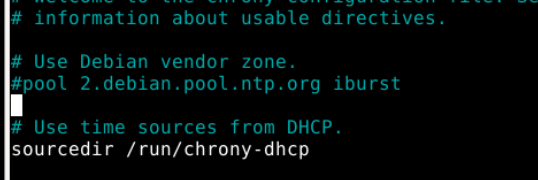 # information about usable directives.
# Use Debian vendor zone.
#pool 2.debian.pool.ntp.org iburst
# Use time sources from DHCP.
sourcedir /run/chrony-dhcp